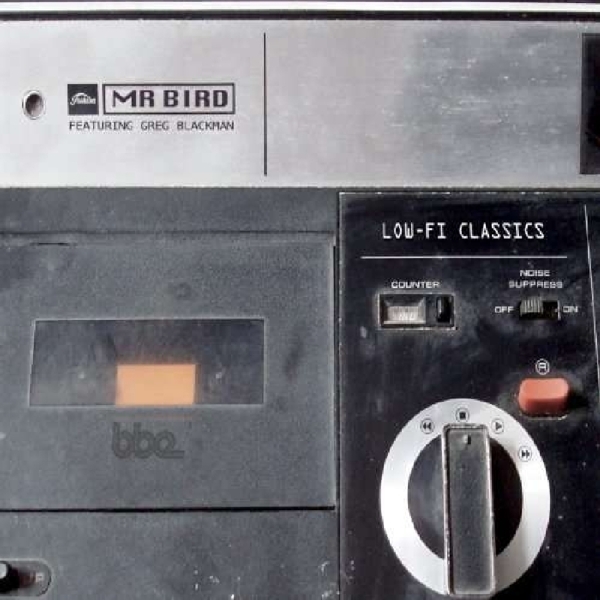 MR BIRD
FEATURING GREG BLACKMAN
LOW-FI CLASSICS
COUNTER
NOISE
SUPPRESS
OFF ON
R
bbe